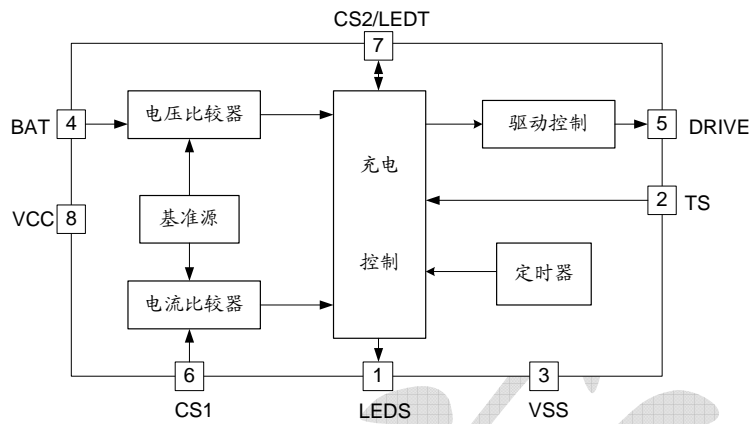 CS2/LEDT
7
BAT
4
电压比较器
驱动控制
5
DRIVE
充电
控制
VCC
8
基准源
2
TS
定时器
电流比较器
6
1
3
CS1
LEDS
VSS